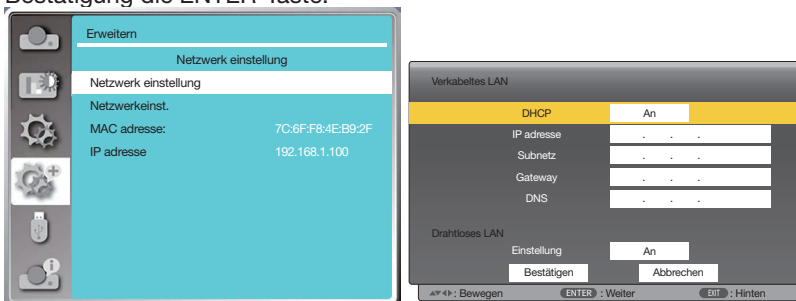 Bestätigung die ENTER-Taste.
Erweitern
Netzwerk einstellung
Netzwerk einstellung
Netzwerkeinst.
MAC adresse: 7C:6F:F8:4E:B9:2F
IP adresse 192.168.1.100
Verkabeltes LAN
DHCP An
IP adresse . . .
Subnetz . . .
Gateway . . .
DNS . . .
Drahtloses LAN
Einstellung An
Bestätigen Abbrechen
▲▼◀▶: Bewegen ENTER : Weiter EXIT : Hinten